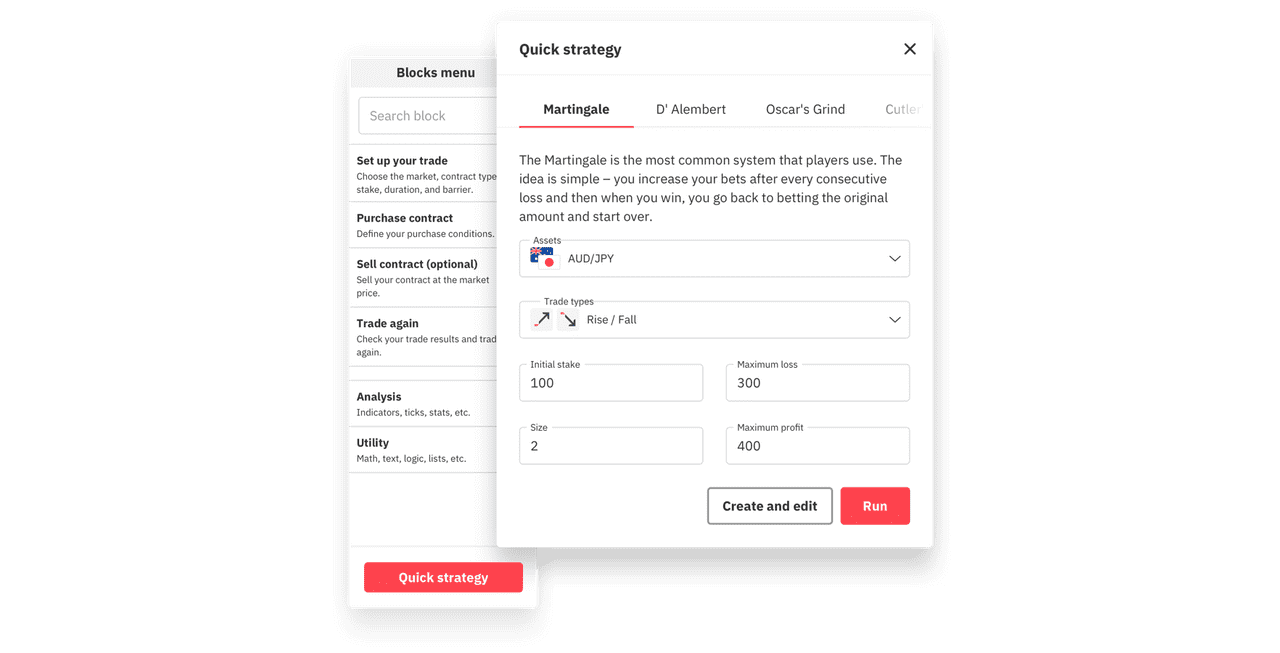 Blocks menu
Search block
Set up your trade
Choose the market, contract type
stake, duration, and barrier.
Purchase contract
Define your purchase conditions.
Sell contract (optional)
Sell your contract at the market
price.
Trade again
Check your trade results and trad
again.
Analysis
Indicators, ticks, stats, etc.
Utility
Math, text, logic, lists, etc.
Quick strategy
Quick strategy
Martingale
D' Alembert
Oscar's Grind
Cutler
The Martingale is the most common system that players use. The
idea is simple – you increase your bets after every consecutive
loss and then when you win, you go back to betting the original
amount and start over.
Assets
AUD/JPY
Trade types
Rise / Fall
Initial stake
100
Maximum loss
300
Size
2
Maximum profit
400
Create and edit
Run